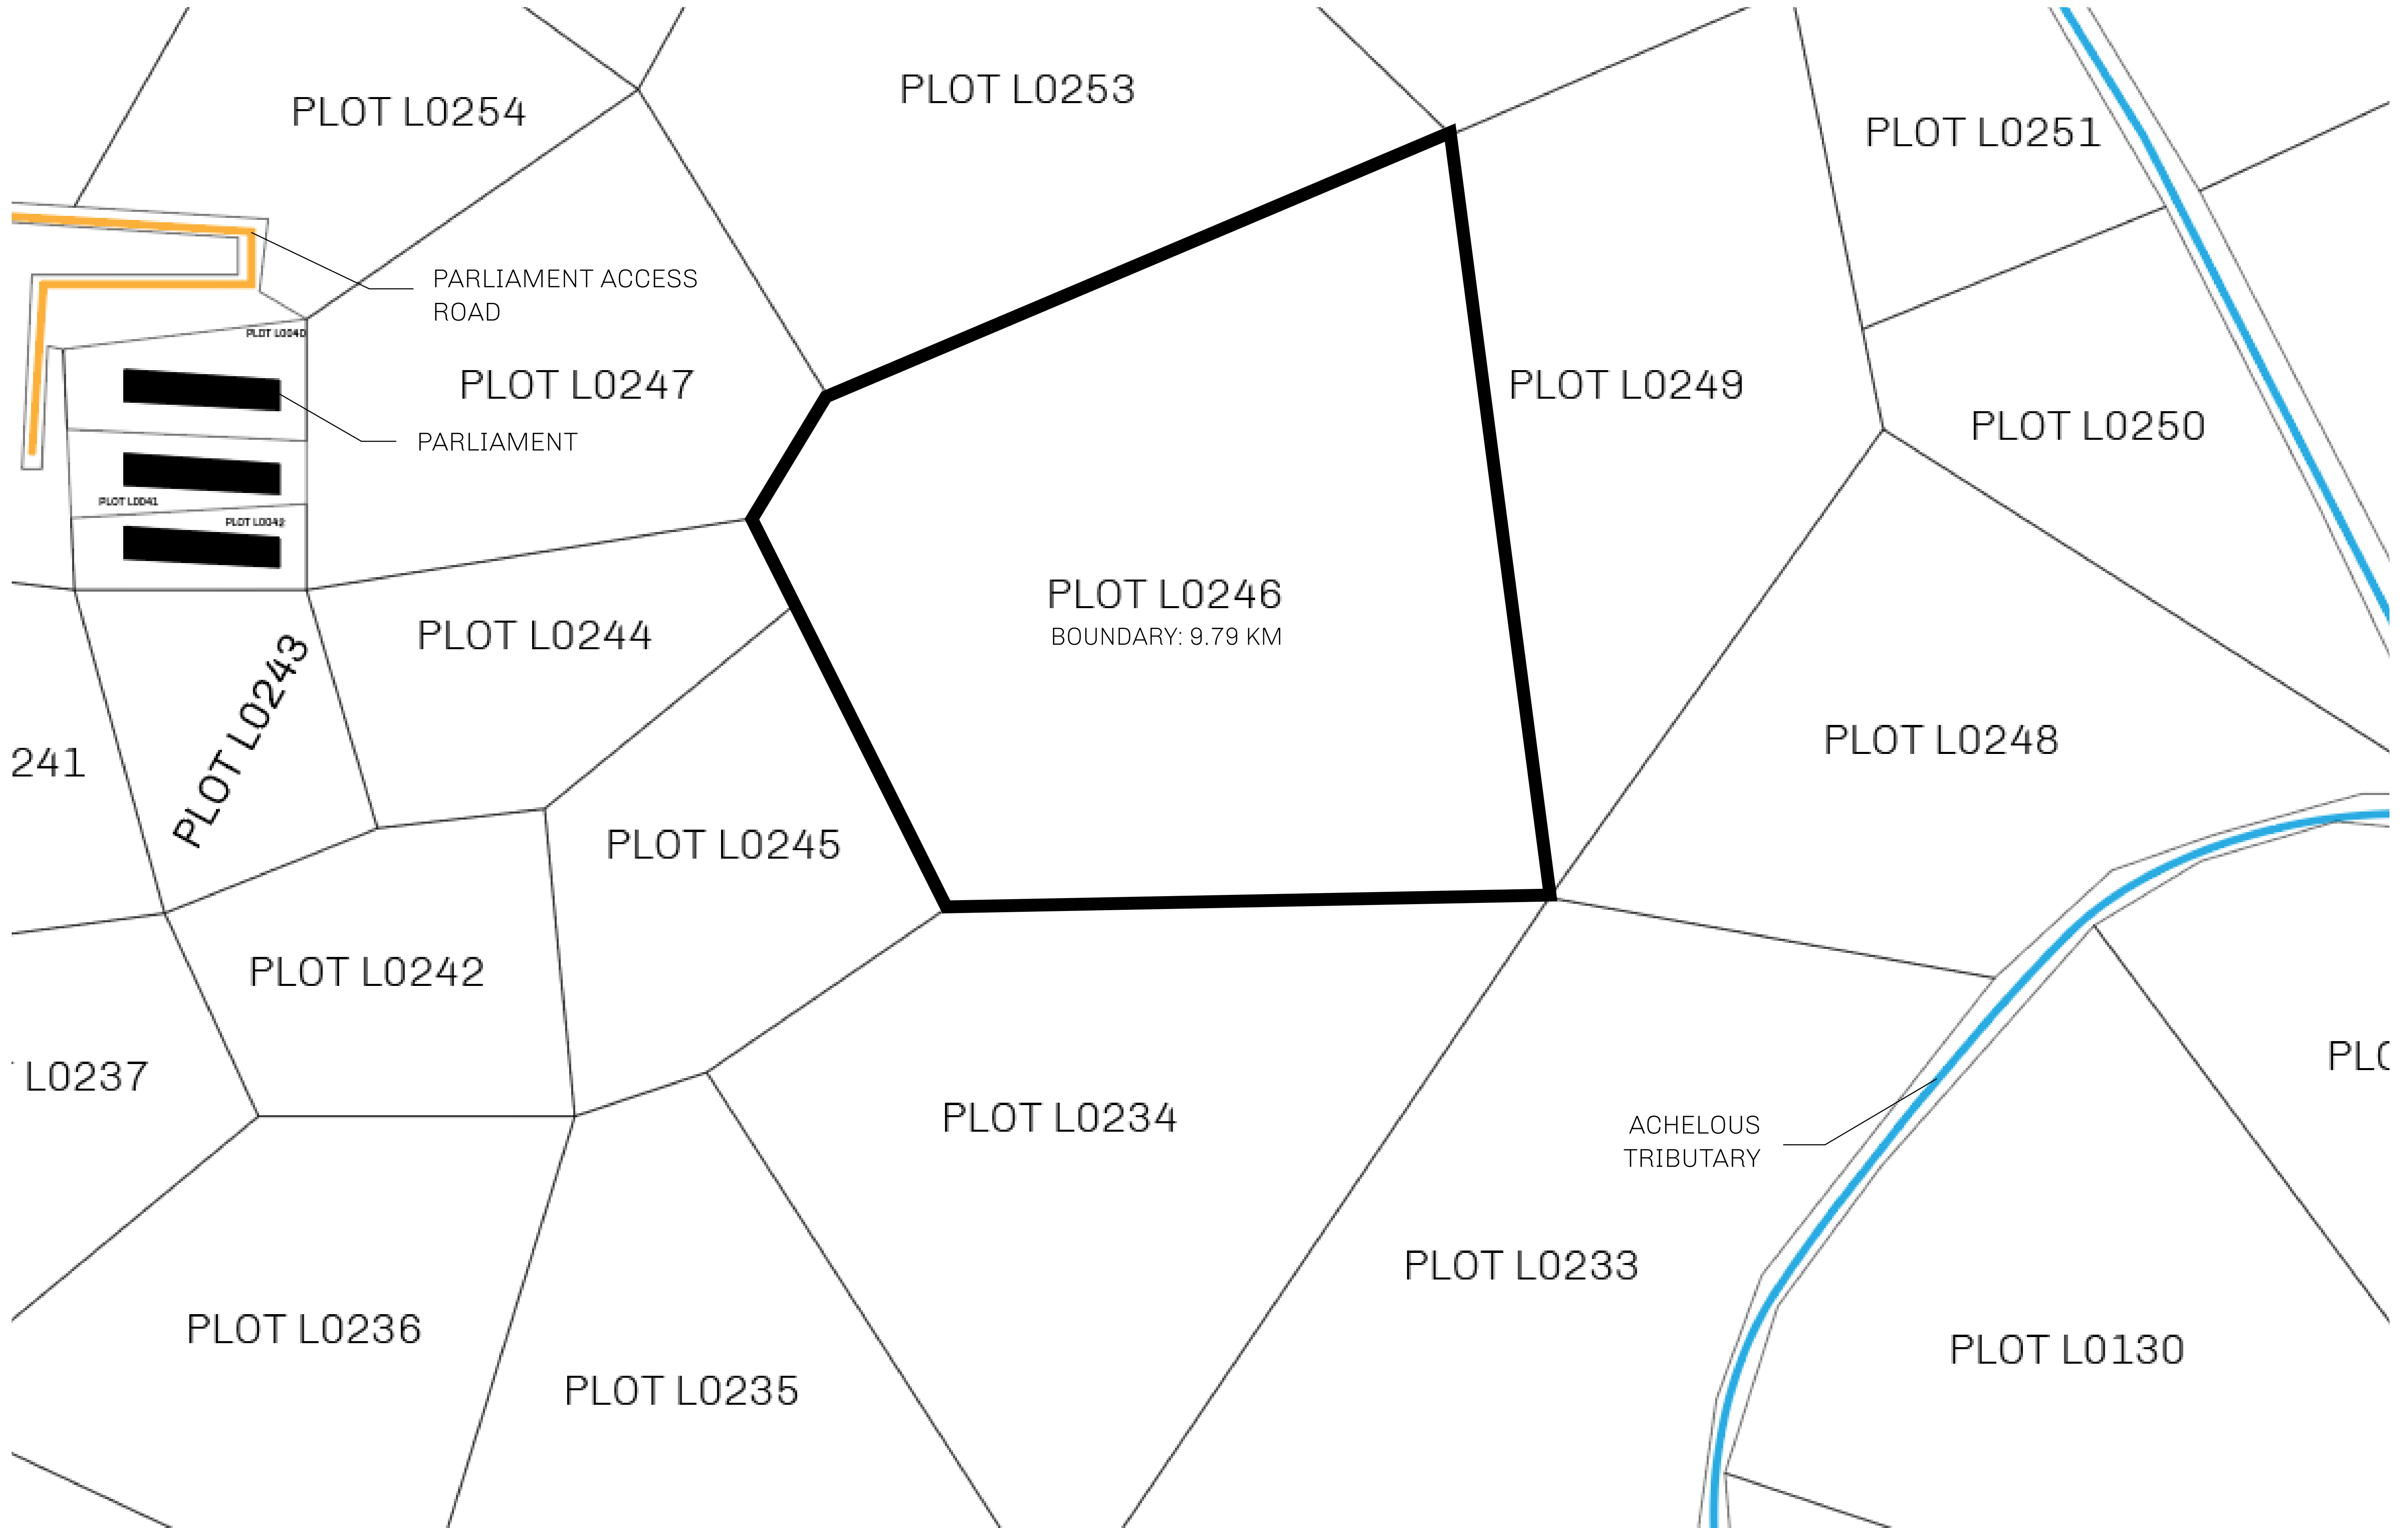 PLOT L0253
PLOT L0254
PLOT L0251
PARLIAMENT ACCESS
ROAD
PLOT L0040
PLOT L0247
PLOT L0249
PLOT L0250
PARLIAMENT
PLOT L0041
PLOT L0042
PLOT L0246
BOUNDARY: 9.79 KM
PLOT L0244
PLOT L0243
241
PLOT L0248
PLOT L0245
PLOT L0242
L0237
PLO
PLOT L0234
ACHELOUS
TRIBUTARY
PLOT L0233
PLOT L0236
PLOT L0130
PLOT L0235